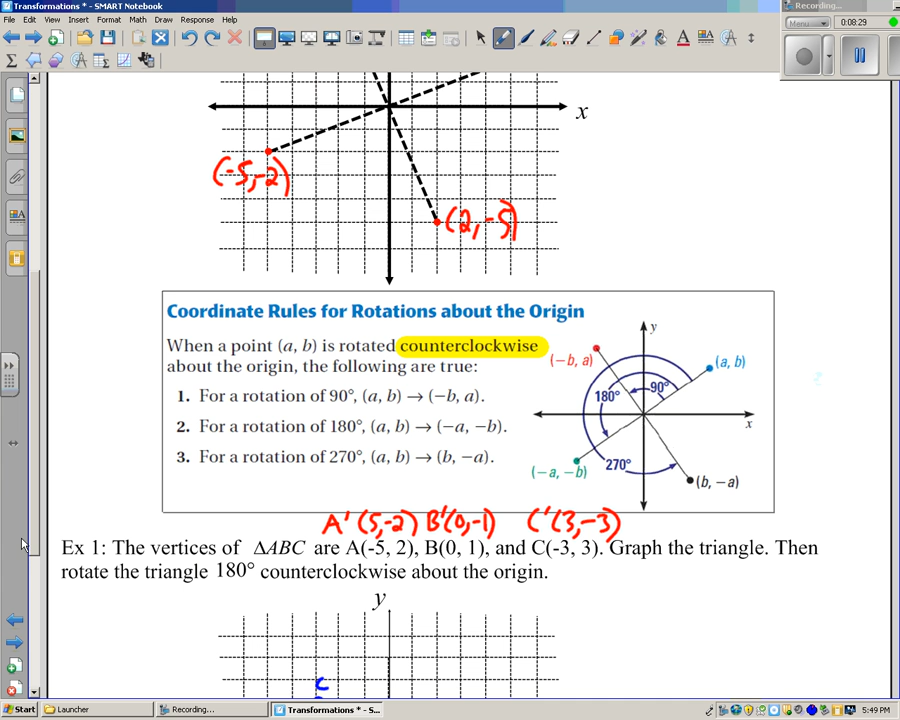 Transformations * - SMART Notebook
Recording...
Menu
00:08:29
File Edit View Insert Format Math Draw Response Help
x
(-5,-2)
(2,-5)
Coordinate Rules for Rotations about the Origin
When a point (a, b) is rotated counterclockwise
about the origin, the following are true:
1. For a rotation of 90°, (a, b) → (−b, a).
2. For a rotation of 180°, (a, b) → (−a, −b).
3. For a rotation of 270°, (a, b) → (b, −a).
y
(−b, a)
(a, b)
90°
180°
x
270°
(−a, −b)
(b, −a)
A'(5,-2) B'(0,-1) C'(3,-3)
Ex 1: The vertices of ΔABC are A(-5, 2), B(0, 1), and C(-3, 3). Graph the triangle. Then
rotate the triangle 180° counterclockwise about the origin.
y
C
Start
Launcher
Recording...
Transformations * - S...
5:49 PM